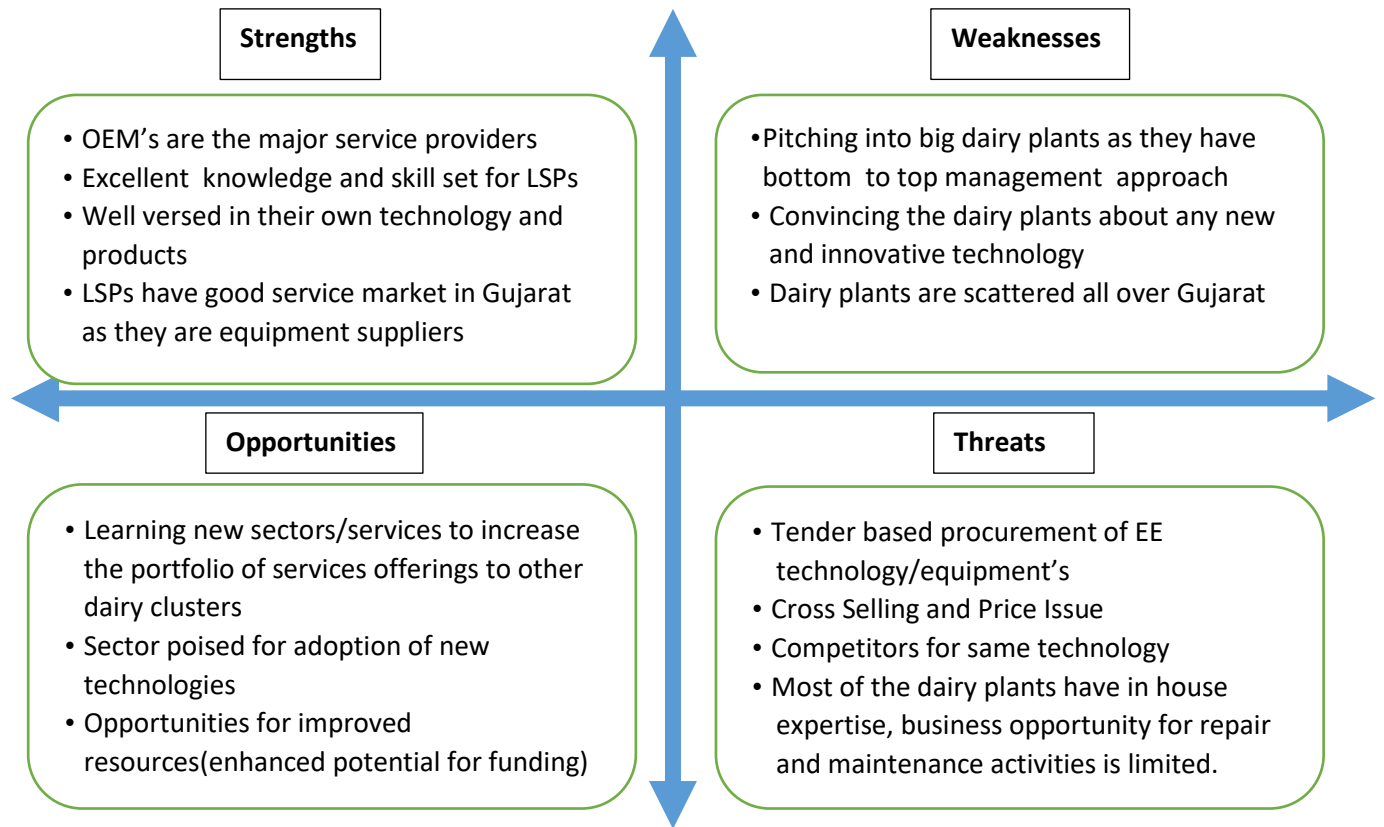 Strengths
• OEM's are the major service providers
• Excellent knowledge and skill set for LSPs
• Well versed in their own technology and
products
• LSPs have good service market in Gujarat
as they are equipment suppliers
Weaknesses
•Pitching into big dairy plants as they have
bottom to top management approach
• Convincing the dairy plants about any new
and innovative technology
• Dairy plants are scattered all over Gujarat
Opportunities
• Learning new sectors/services to increase
the portfolio of services offerings to other
dairy clusters
• Sector poised for adoption of new
technologies
• Opportunities for improved
resources(enhanced potential for funding)
Threats
• Tender based procurement of EE
technology/equipment's
• Cross Selling and Price Issue
• Competitors for same technology
• Most of the dairy plants have in house
expertise, business opportunity for repair
and maintenance activities is limited.